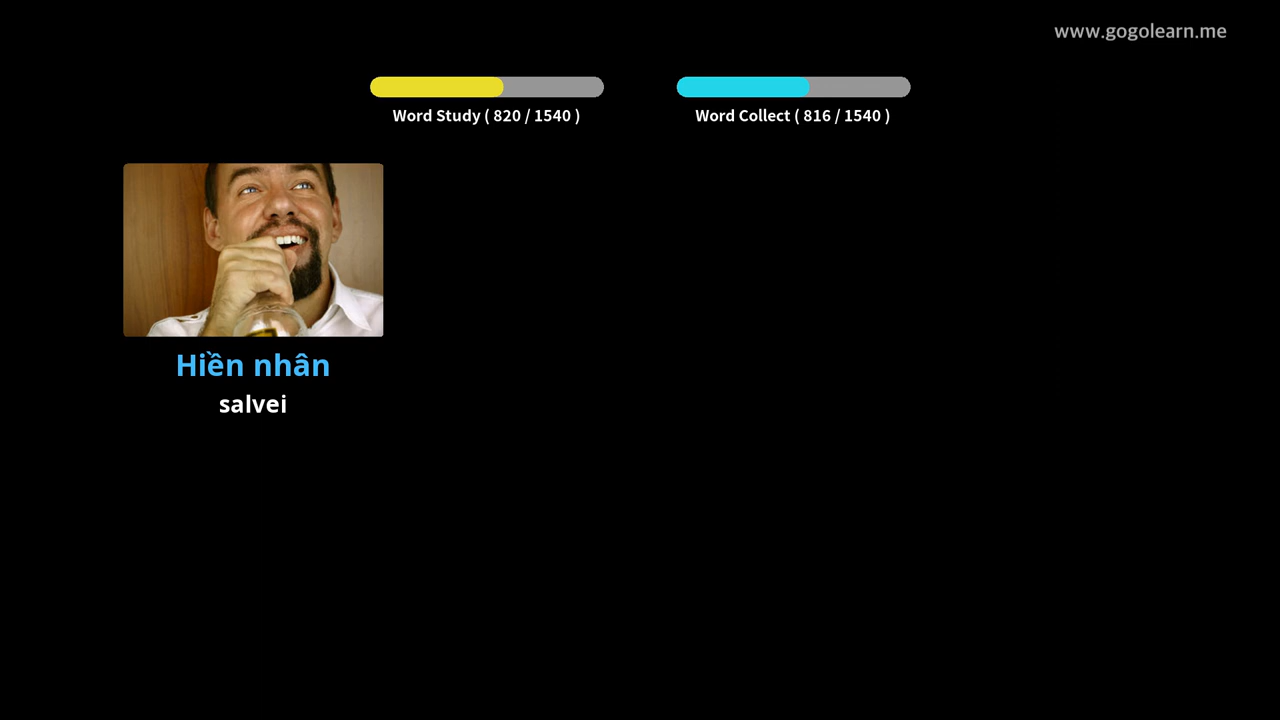 www.gogolearn.me
Word Study ( 820 / 1540 )
Word Collect ( 816 / 1540 )
Hiền nhân
salvei